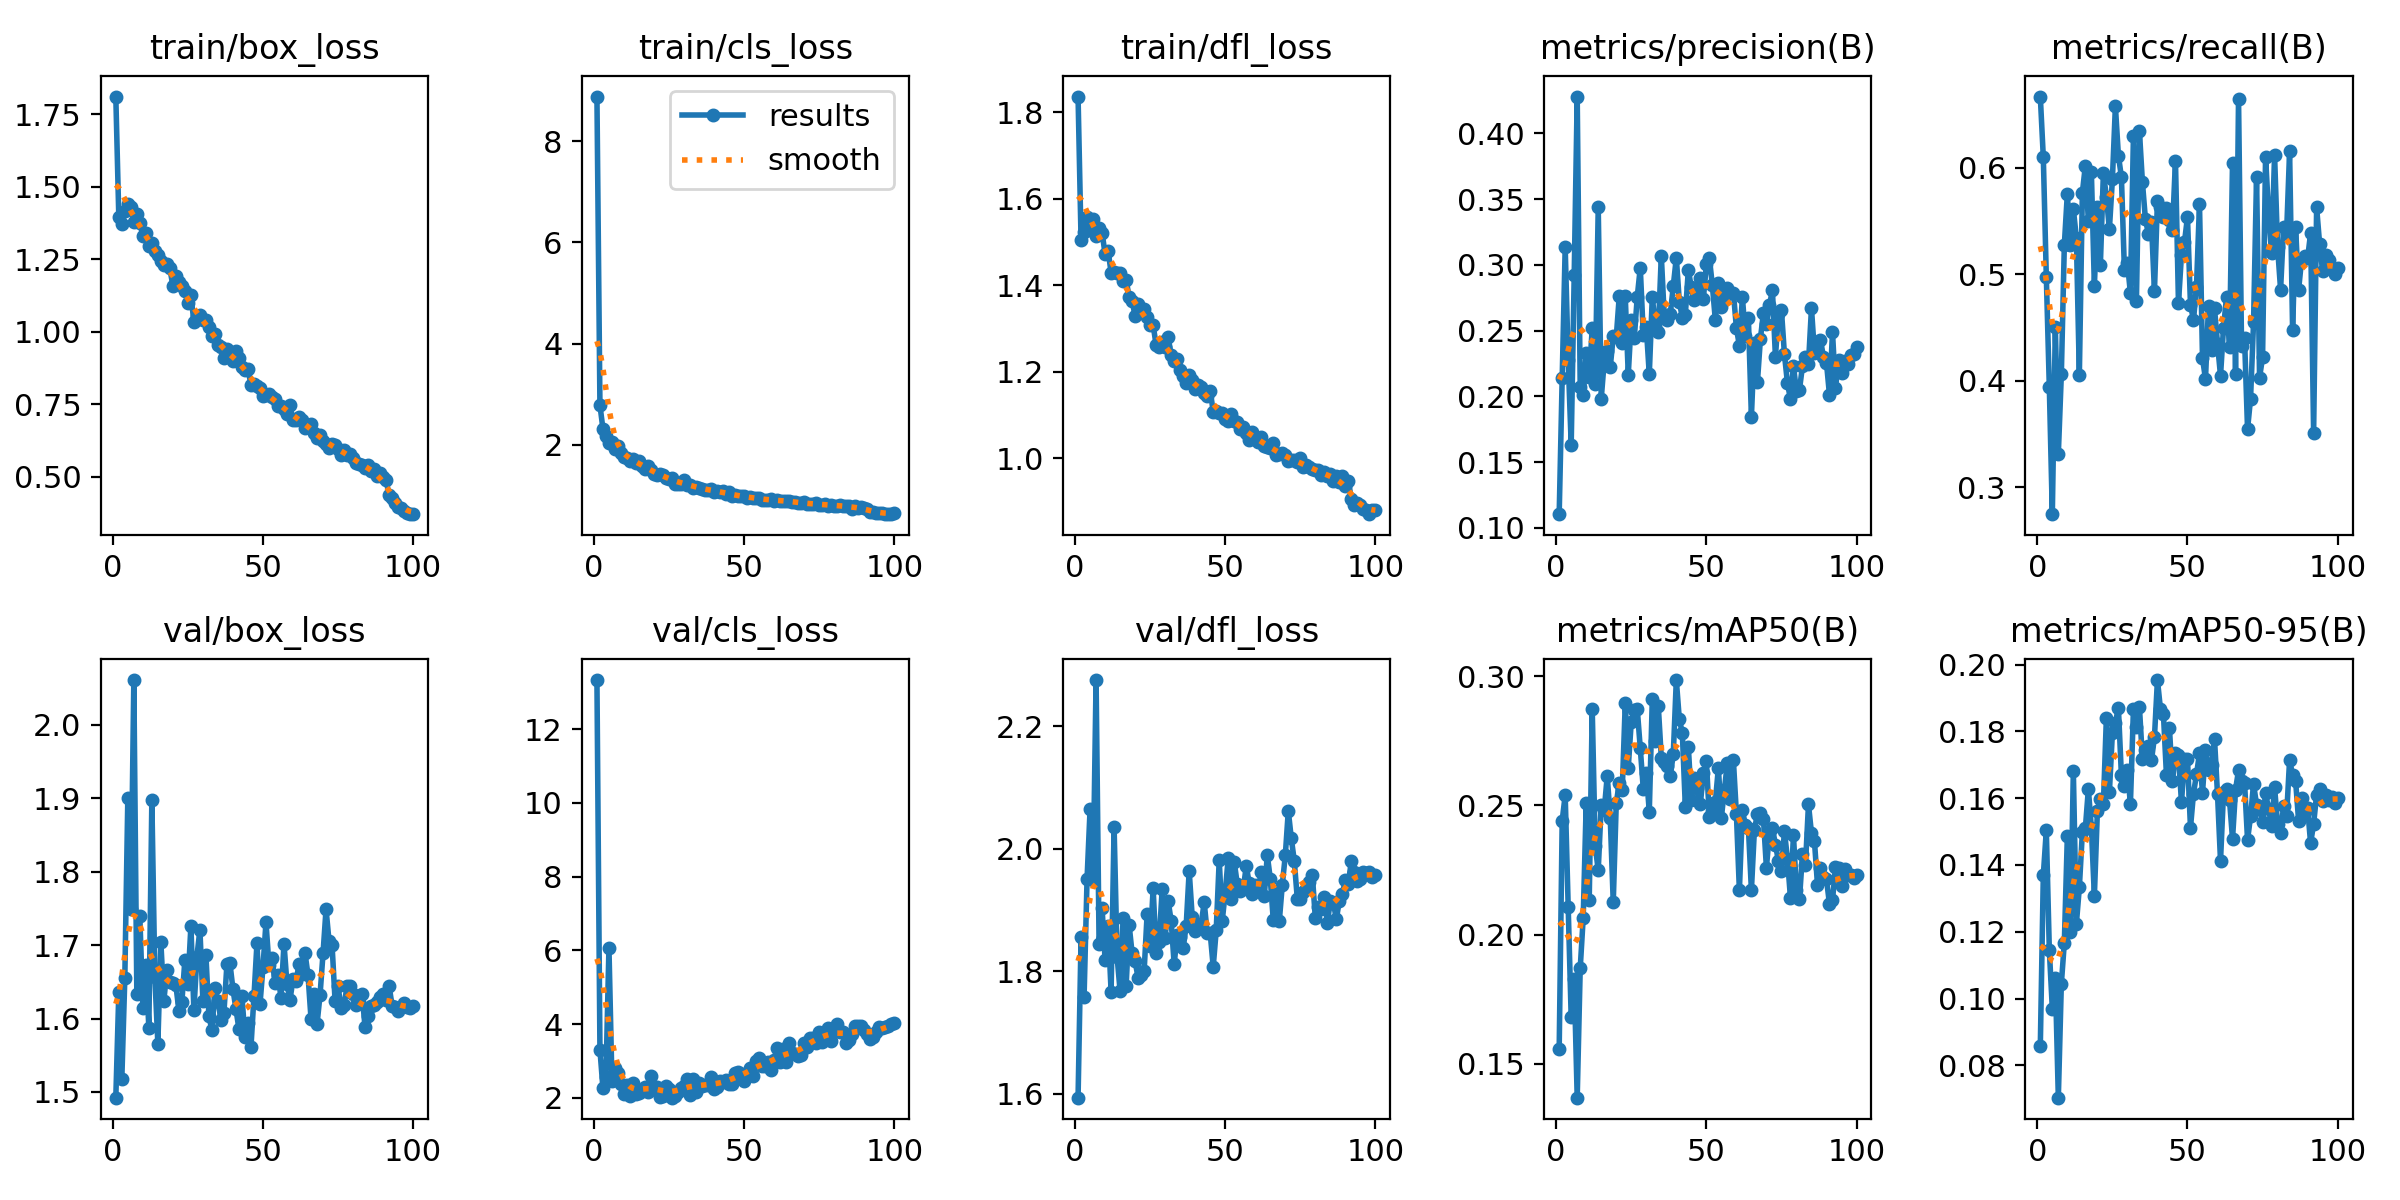 train/box_loss
1.75
1.50
1.25
1.00
0.75
0.50
0 50 100
train/cls_loss
results
smooth
8
6
4
2
0 50 100
train/dfl_loss
1.8
1.6
1.4
1.2
1.0
0 50 100
metrics/precision(B)
0.40
0.35
0.30
0.25
0.20
0.15
0.10
0 50 100
metrics/recall(B)
0.6
0.5
0.4
0.3
0 50 100
val/box_loss
2.0
1.9
1.8
1.7
1.6
1.5
0 50 100
val/cls_loss
12
10
8
6
4
2
0 50 100
val/dfl_loss
2.2
2.0
1.8
1.6
0 50 100
metrics/mAP50(B)
0.30
0.25
0.20
0.15
0 50 100
metrics/mAP50-95(B)
0.20
0.18
0.16
0.14
0.12
0.10
0.08
0 50 100